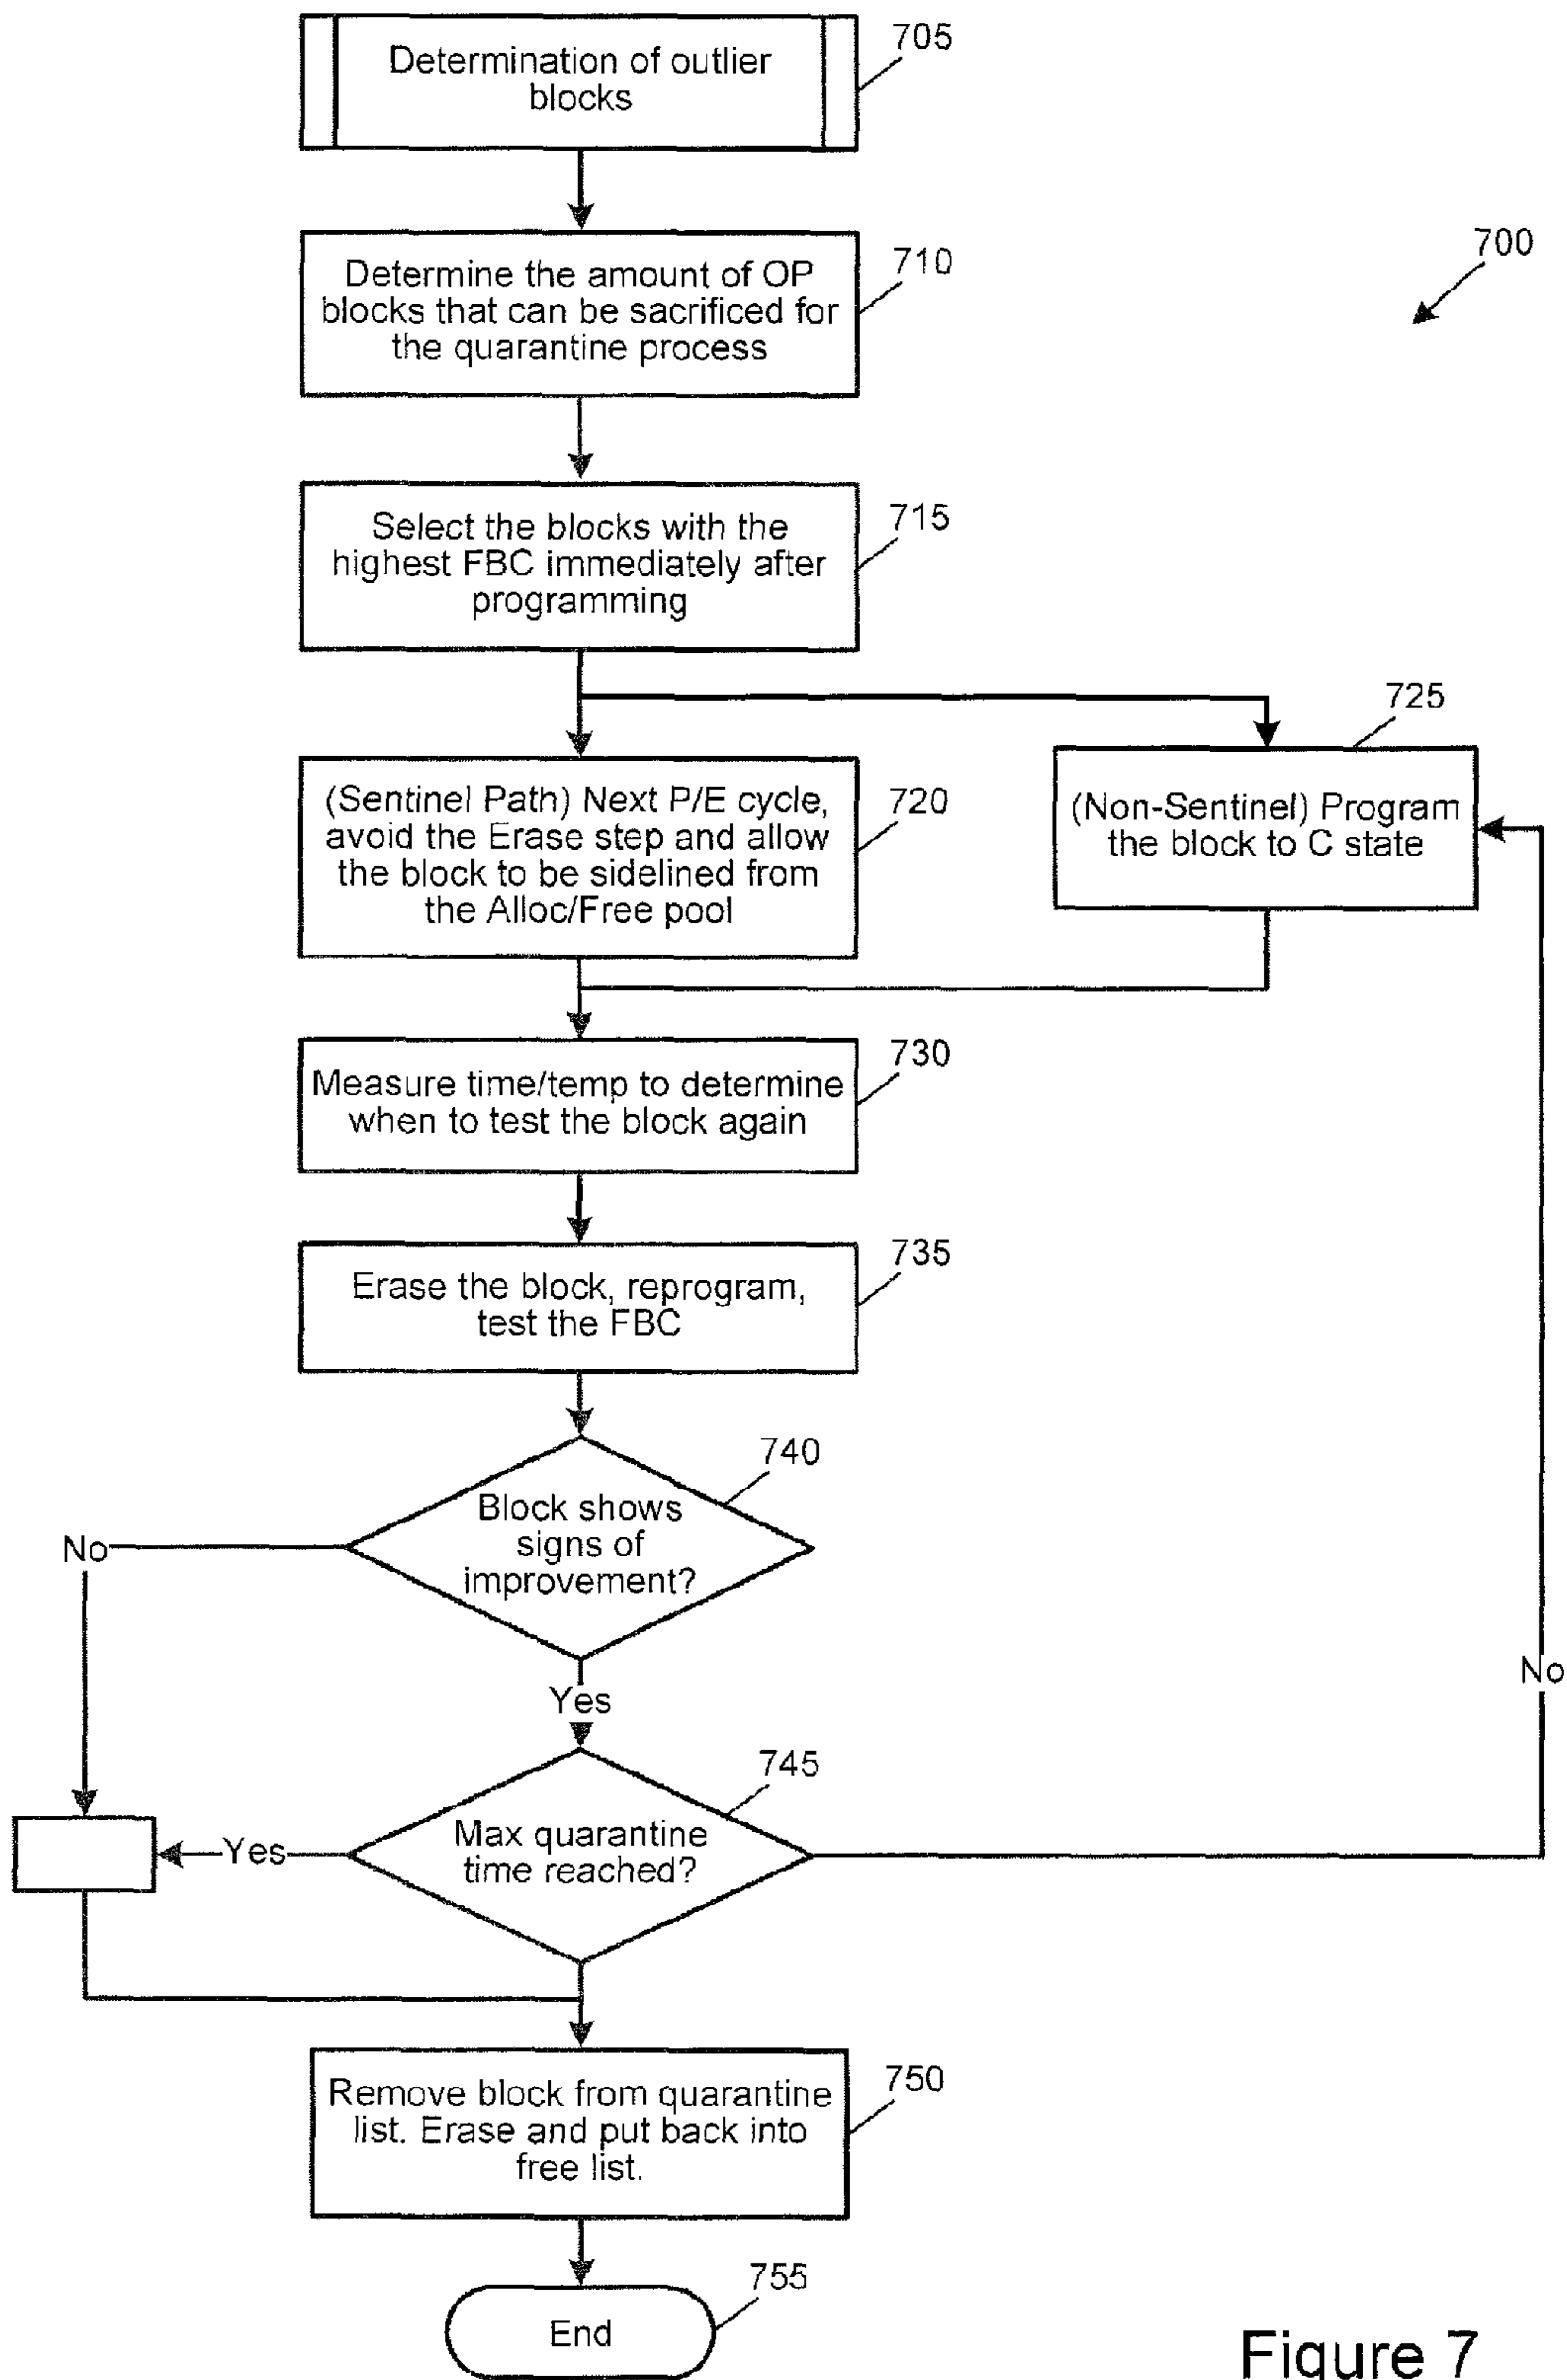 Determination of outlier
blocks
705
700
Determine the amount of OP
blocks that can be sacrificed for
the quarantine process
710
Select the blocks with the
highest FBC immediately after
programming
715
(Sentinel Path) Next P/E cycle,
avoid the Erase step and allow
the block to be sidelined from
the Alloc/Free pool
720
725
(Non-Sentinel) Program
the block to C state
Measure time/temp to determine
when to test the block again
730
Erase the block, reprogram,
test the FBC
735
Block shows
signs of
improvement?
740
No
Yes
No
Max quarantine
time reached?
745
Yes
Remove block from quarantine
list. Erase and put back into
free list.
750
End
755
Figure 7